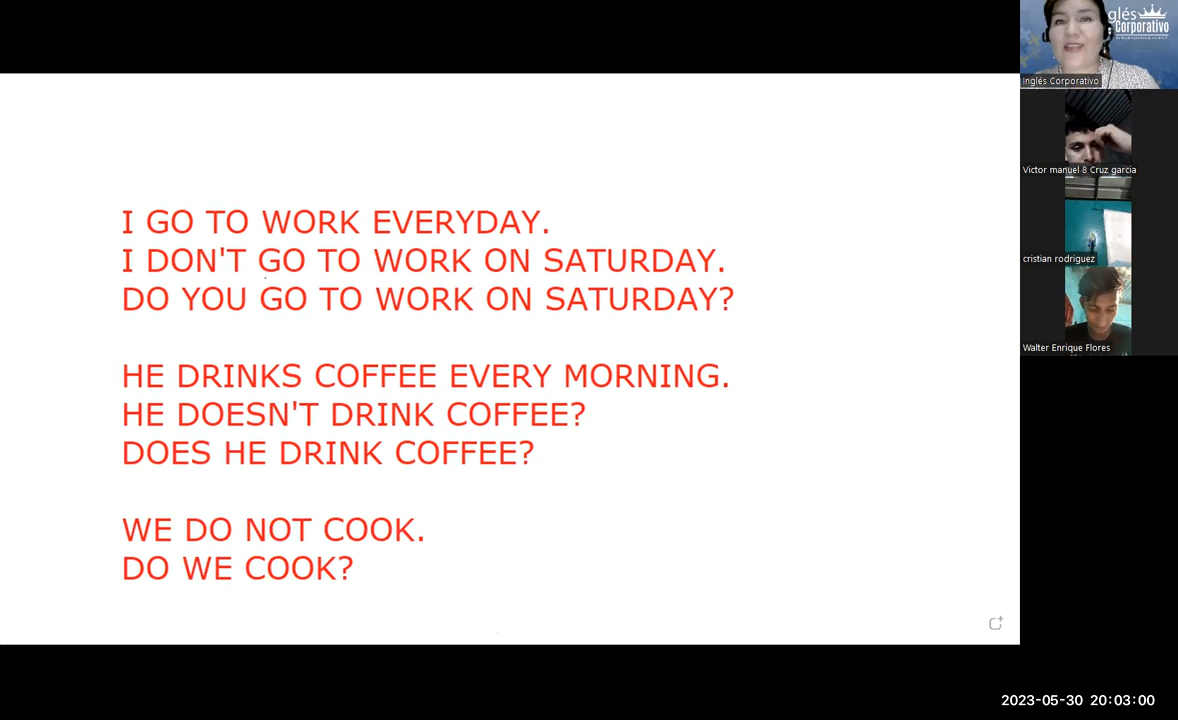 I GO TO WORK EVERYDAY.
I DON'T GO TO WORK ON SATURDAY.
DO YOU GO TO WORK ON SATURDAY?
HE DRINKS COFFEE EVERY MORNING.
HE DOESN'T DRINK COFFEE?
DOES HE DRINK COFFEE?
WE DO NOT COOK.
DO WE COOK?
glés
Corporativo
Inglés Corporativo
Victor manuel 8 Cruz garcia
cristian rodriguez
Walter Enrique Flores
2023-05-30 20:03:00